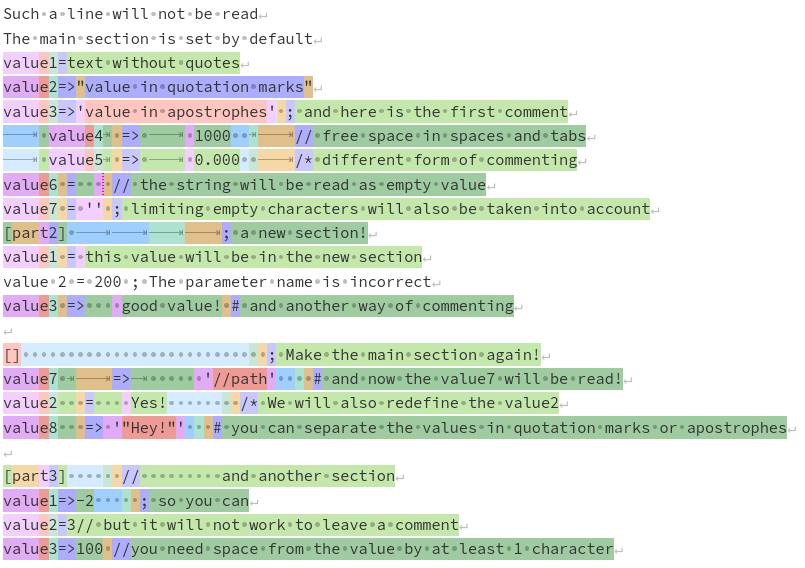 Such a line will not be read
The main section is set by default
value1=text without quotes
value2=>"value in quotation marks"
value3=>'value in apostrophes' ; and here is the first comment
value4 => 1000 // free space in spaces and tabs
value5 => 0.000 /* different form of commenting
value6 = // the string will be read as empty value
value7 = '' ; limiting empty characters will also be taken into account
[part2] ; a new section!
value1 = this value will be in the new section
value 2 = 200 ; The parameter name is incorrect
value3 => good value! # and another way of commenting
[] ; Make the main section again!
value7 => '//path' # and now the value7 will be read!
value2 = Yes! /* We will also redefine the value2
value8 => '"Hey!"' # you can separate the values in quotation marks or apostrophes
[part3] // and another section
value1=>-2 ; so you can
value2=3// but it will not work to leave a comment
value3=>100 //you need space from the value by at least 1 character